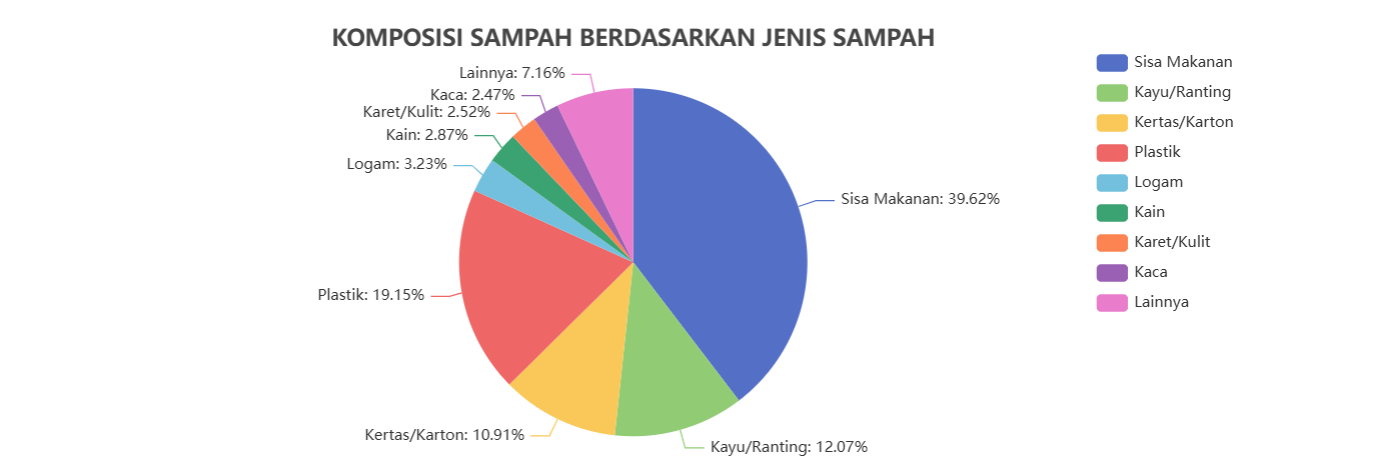 KOMPOSISI SAMPAH BERDASARKAN JENIS SAMPAH
Lainnya: 7.16%
Kaca: 2.47%
Karet/Kulit: 2.52%
Kain: 2.87%
Logam: 3.23%
Plastik: 19.15%
Kertas/Karton: 10.91%
Kayu/Ranting: 12.07%
Sisa Makanan: 39.62%
Sisa Makanan
Kayu/Ranting
Kertas/Karton
Plastik
Logam
Kain
Karet/Kulit
Kaca
Lainnya